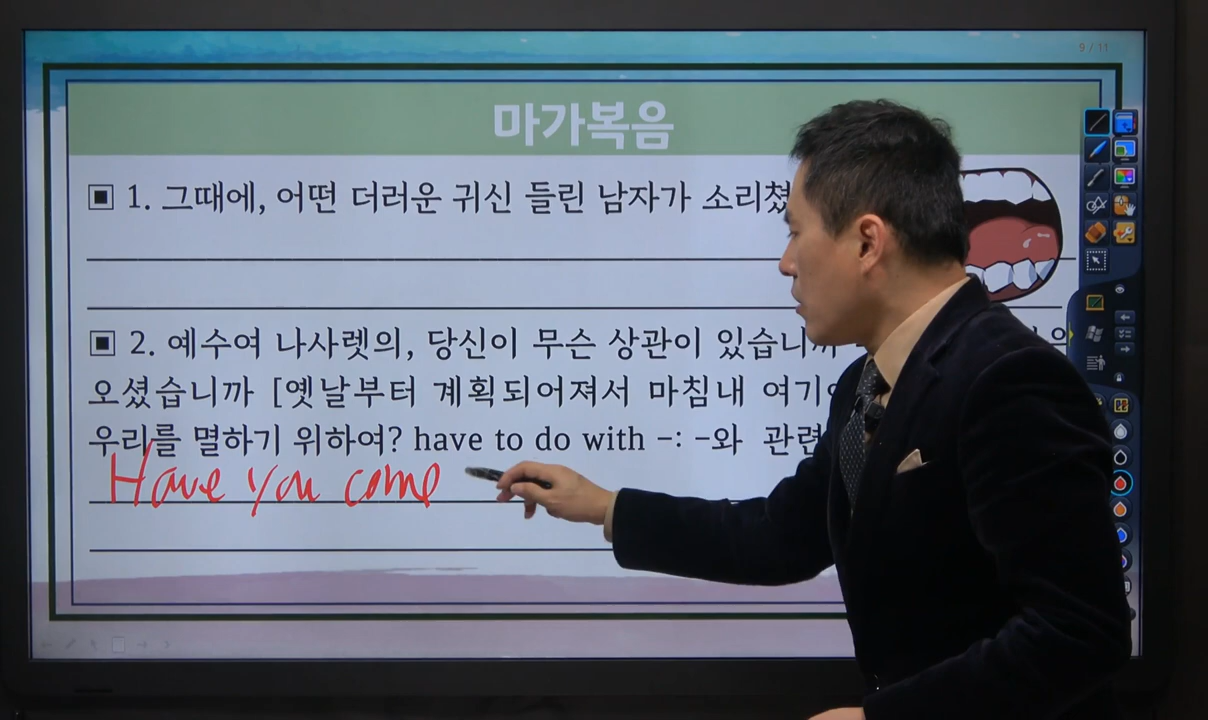 9 / 11
마가복음
▣ 1. 그때에, 어떤 더러운 귀신 들린 남자가 소리쳤
▣ 2. 예수여 나사렛의, 당신이 무슨 상관이 있습니까
오셨습니까 [옛날부터 계획되어져서 마침내 여기
우리를 멸하기 위하여? have to do with –: –와 관련
Have you come